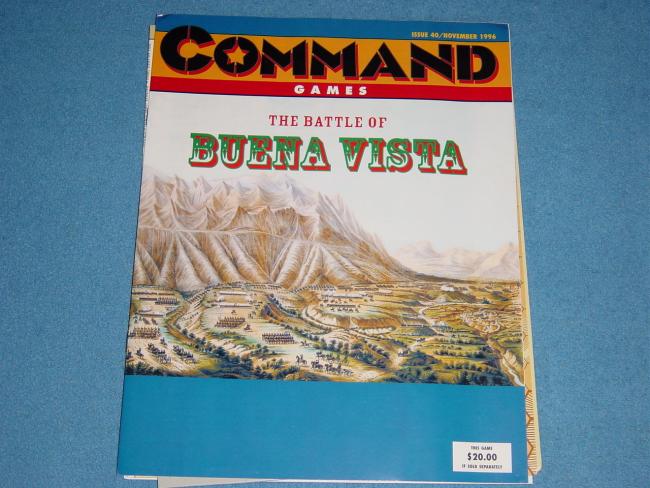 ISSUE 40/NOVEMBER 1996
COMMAND
GAMES
THE BATTLE OF
BUENA VISTA
THIS GAME
$20.00
IF SOLD SEPARATELY